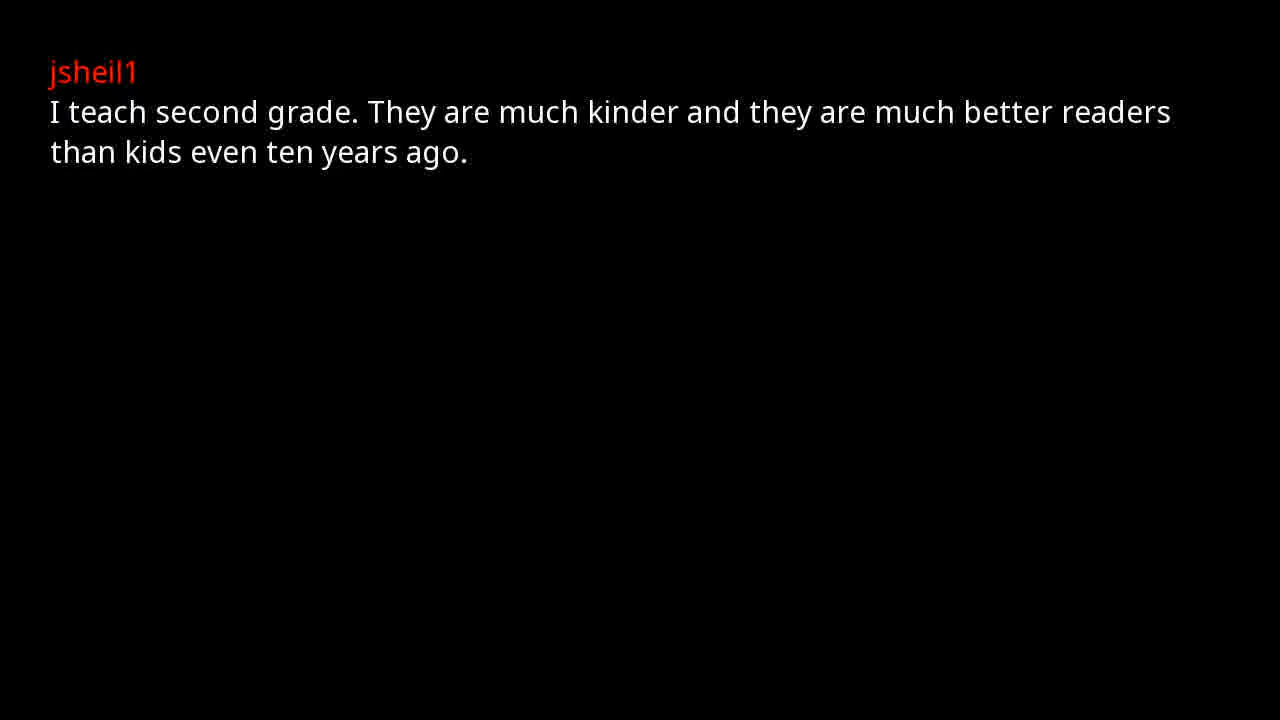 jsheil1
I teach second grade. They are much kinder and they are much better readers
than kids even ten years ago.